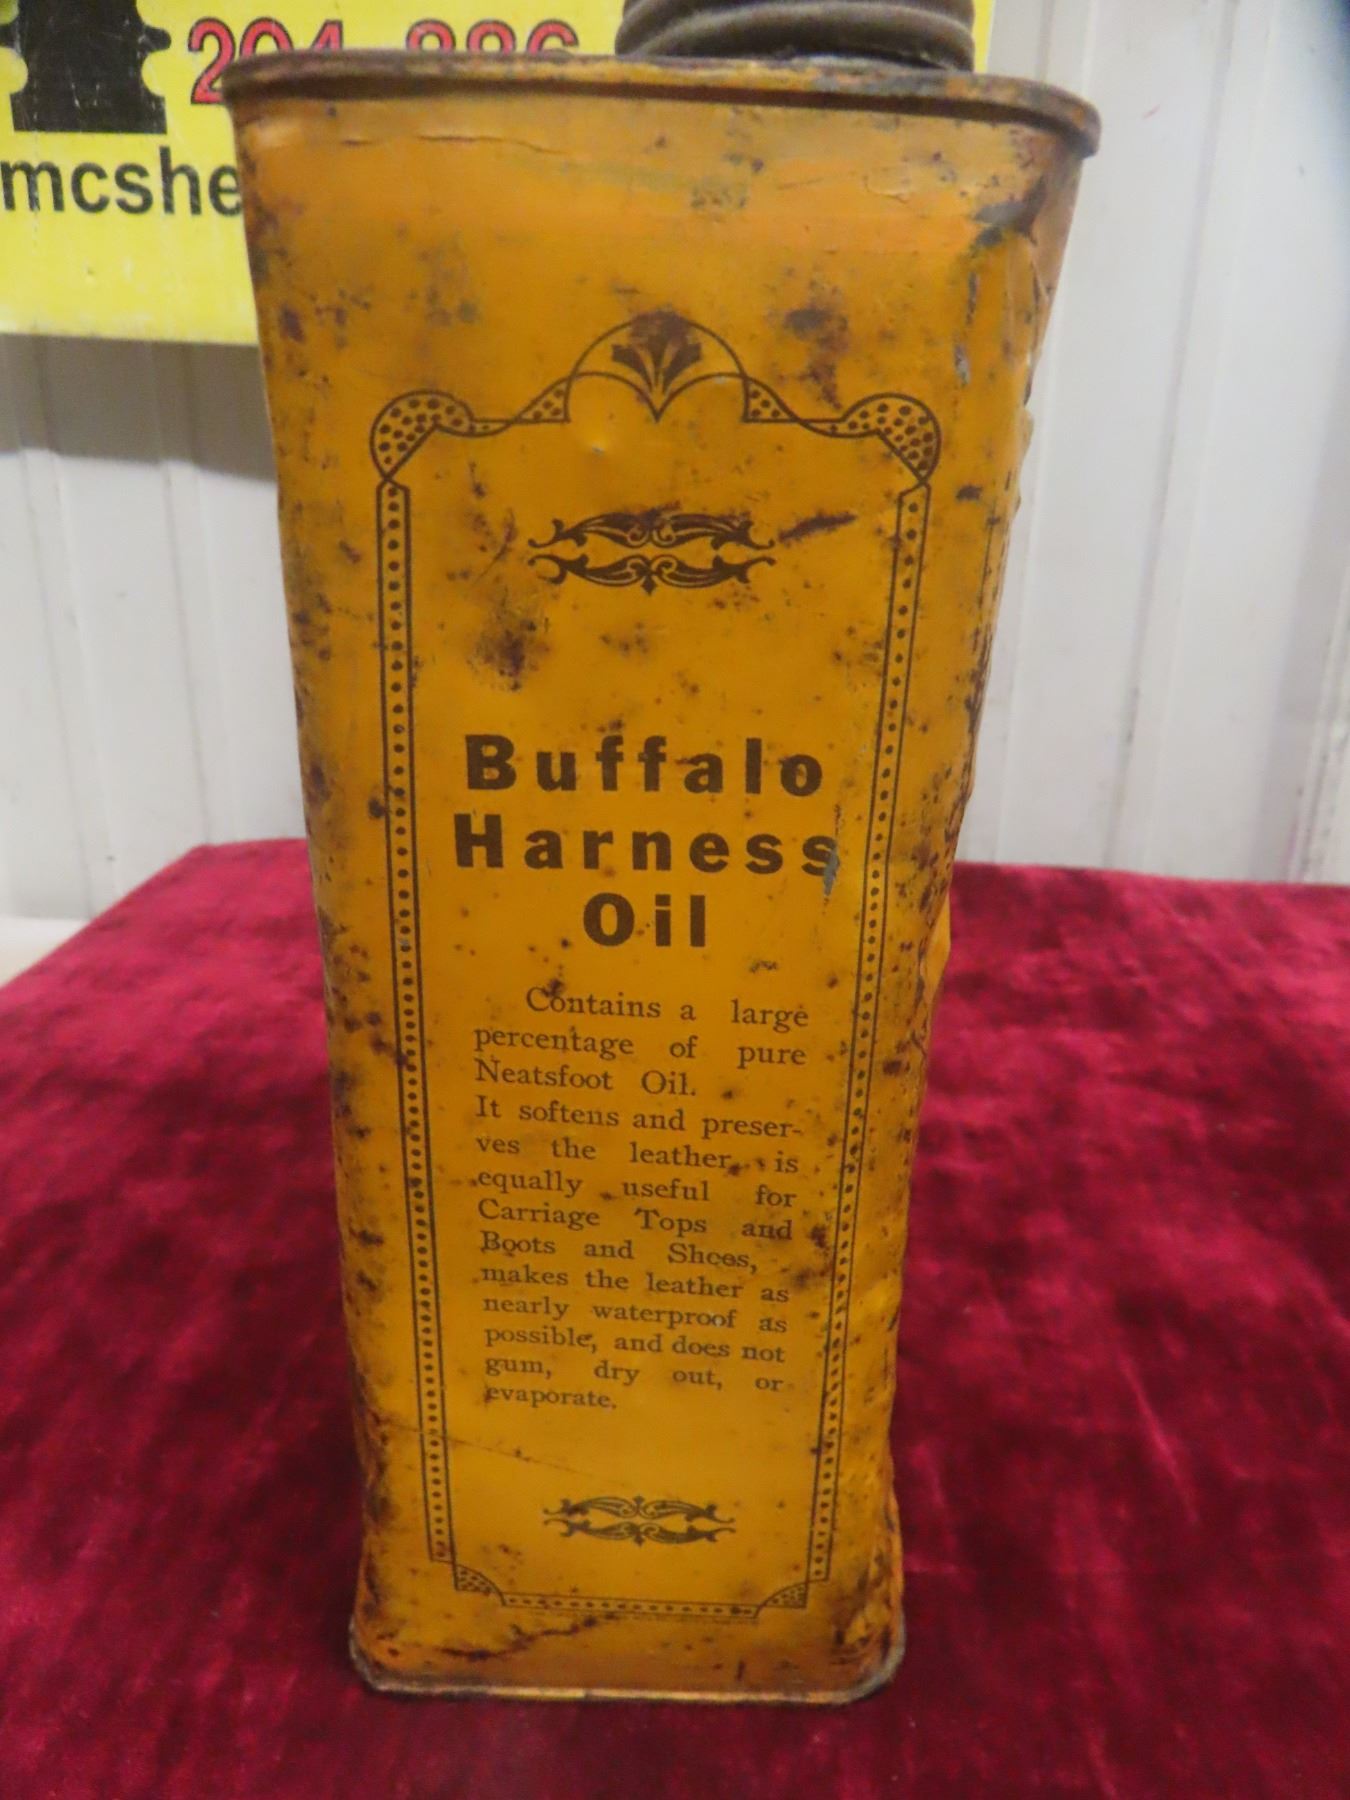 204-886
mcshe
Buffalo
Harness
Oil
Contains a large
percentage of pure
Neatsfoot Oil.
It softens and preser-
ves the leather, is
equally useful for
Carriage Tops and
Boots and Shoes,
makes the leather as
nearly waterproof as
possible, and does not
gum, dry out, or
evaporate.